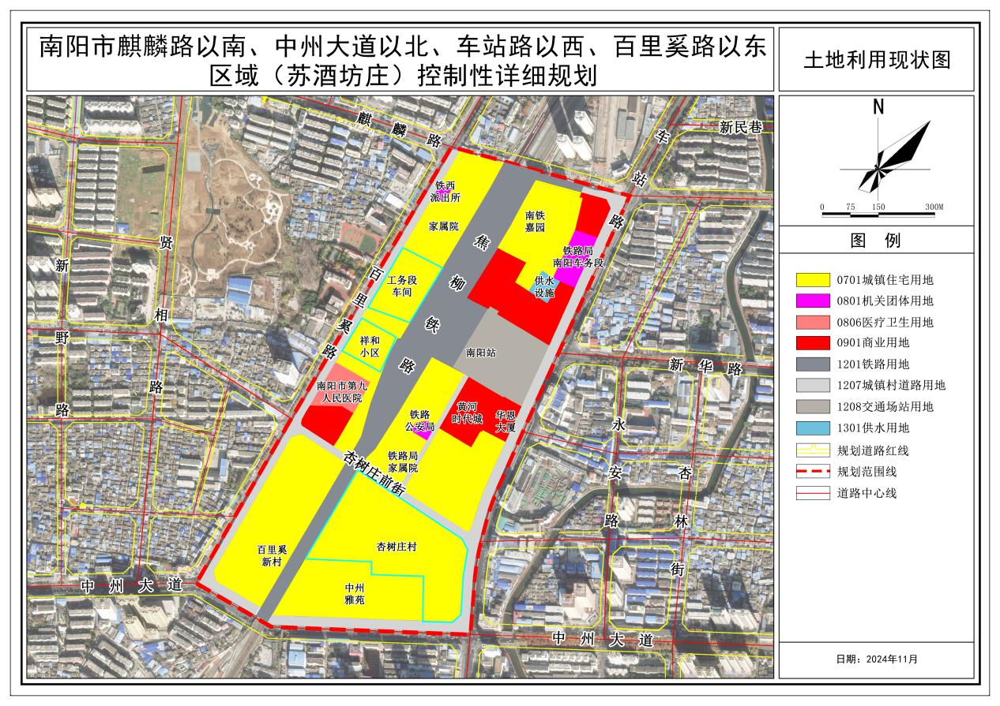 南阳市麒麟路以南、中州大道以北、车站路以西、百里奚路以东
区域（苏酒坊庄）控制性详细规划
土地利用现状图
N
0 75 150 300M
图 例
0701城镇住宅用地
0801机关团体用地
0806医疗卫生用地
0901商业用地
1201铁路用地
1207城镇村道路用地
1208交通场站用地
1301供水用地
规划道路红线
规划范围线
道路中心线
日期：2024年11月
麒麟路
车站路
新民巷
铁西
派出所
家属院
南铁
嘉园
铁路局
南阳车务段
供水
设施
焦柳铁路
工务段
车间
百里奚路
祥和
小区
南阳站
南阳市第九
人民医院
黄河
时代城
华恩
大厦
铁路
公安局
铁路局
家属院
杏树庄前街
百里奚
新村
杏树庄村
中州
雅苑
新野路
贤相路
新华路
永安路
杏林街
中州大道
中州大道